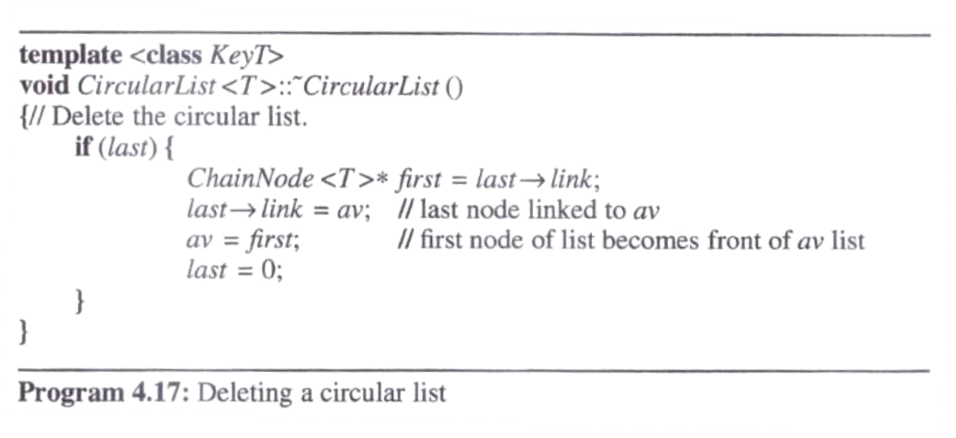 template <class KeyT>
void CircularList <T>::~CircularList ()
{// Delete the circular list.
if (last) {
ChainNode <T>* first = last→link;
last→link = av; // last node linked to av
av = first; // first node of list becomes front of av list
last = 0;
}
}
Program 4.17: Deleting a circular list